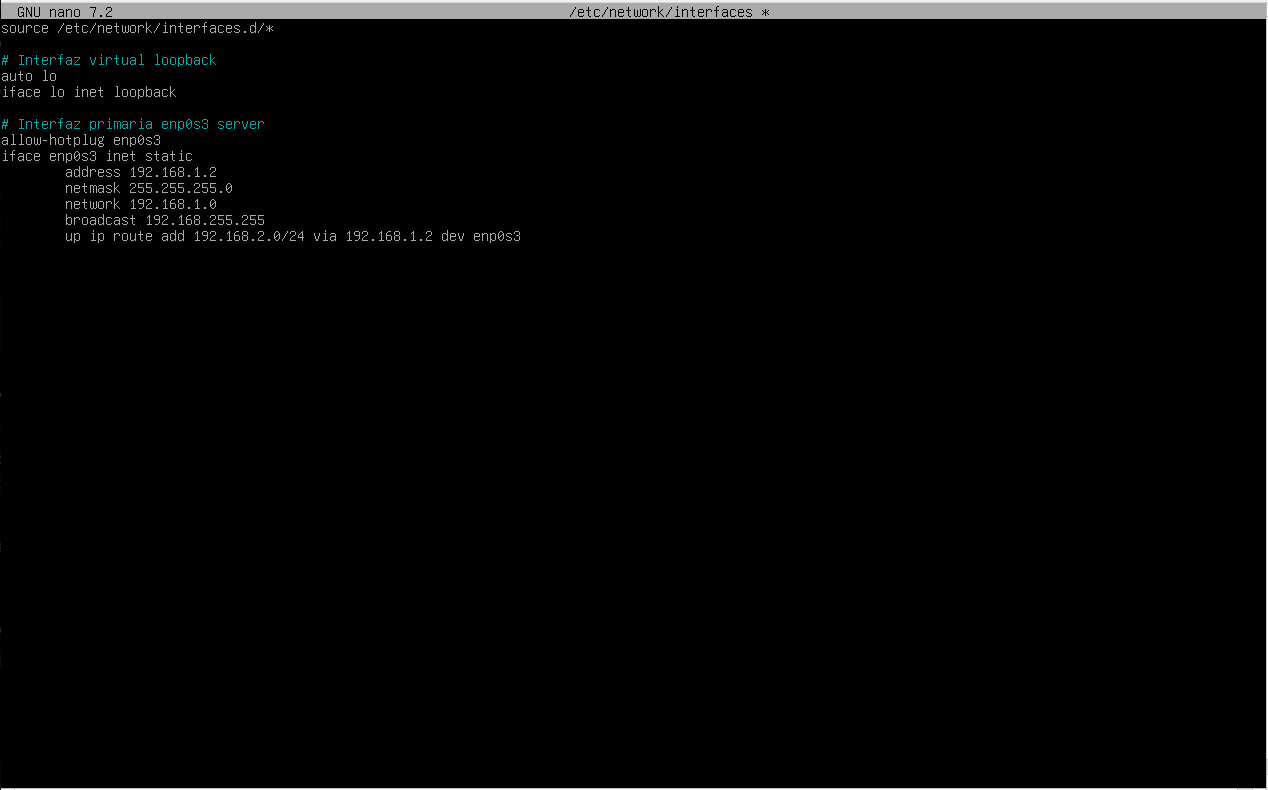 GNU nano 7.2 /etc/network/interfaces *
source /etc/network/interfaces.d/*
# Interfaz virtual loopback
auto lo
iface lo inet loopback
# Interfaz primaria enp0s3 server
allow-hotplug enp0s3
iface enp0s3 inet static
address 192.168.1.2
netmask 255.255.255.0
network 192.168.1.0
broadcast 192.168.255.255
up ip route add 192.168.2.0/24 via 192.168.1.2 dev enp0s3